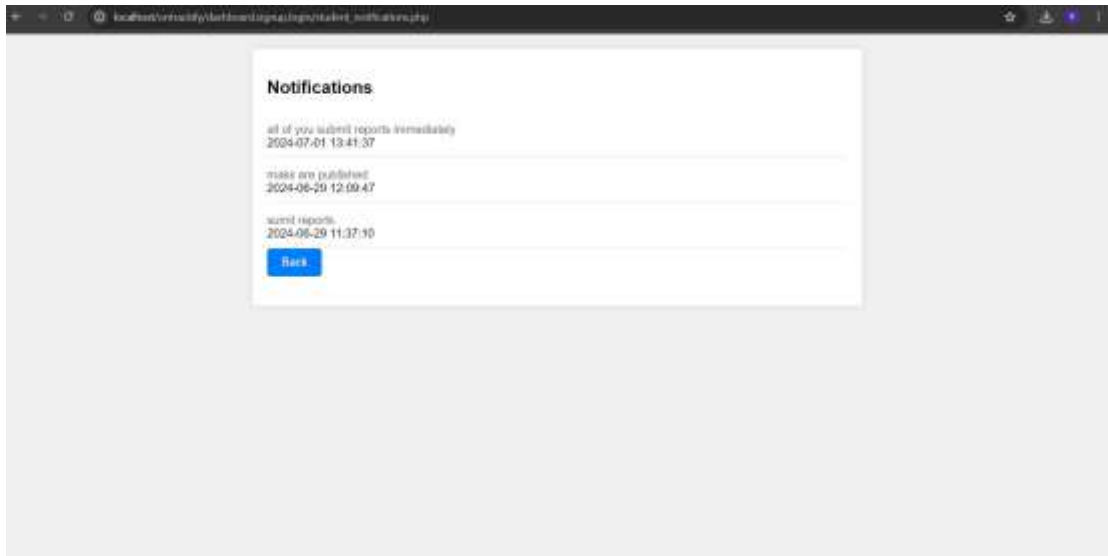 Notifications
all of you submit reports immediately
2024-07-01 13:41:37
are published
2024-06-29 12:09:47
sumit reports
2024-06-29 11:37:10
Back